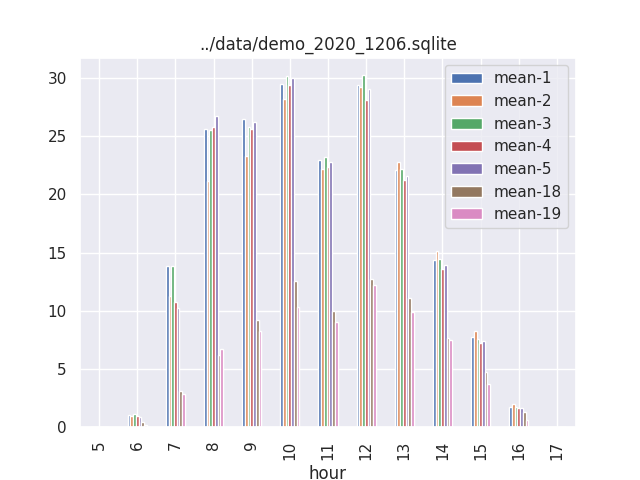 ../data/demo_2020_1206.sqlite
30
25
20
15
10
5
0
mean-1
mean-2
mean-3
mean-4
mean-5
mean-18
mean-19
5 6 7 8 9 10 11 12 13 14 15 16 17
hour